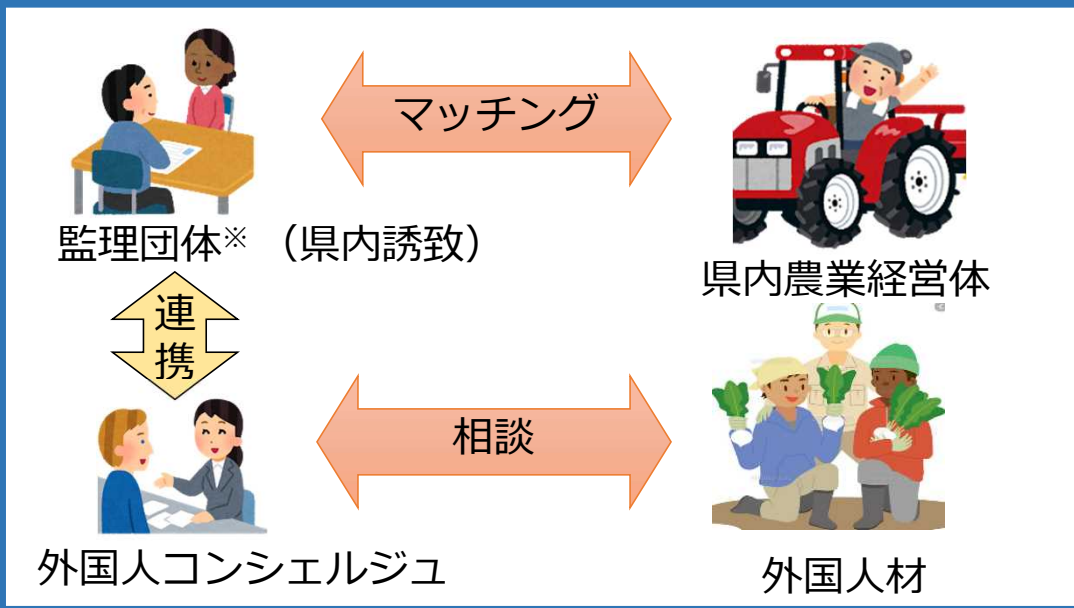 マッチング
監理団体※（県内誘致）
県内農業経営体
連
携
相談
外国人コンシェルジュ
外国人材